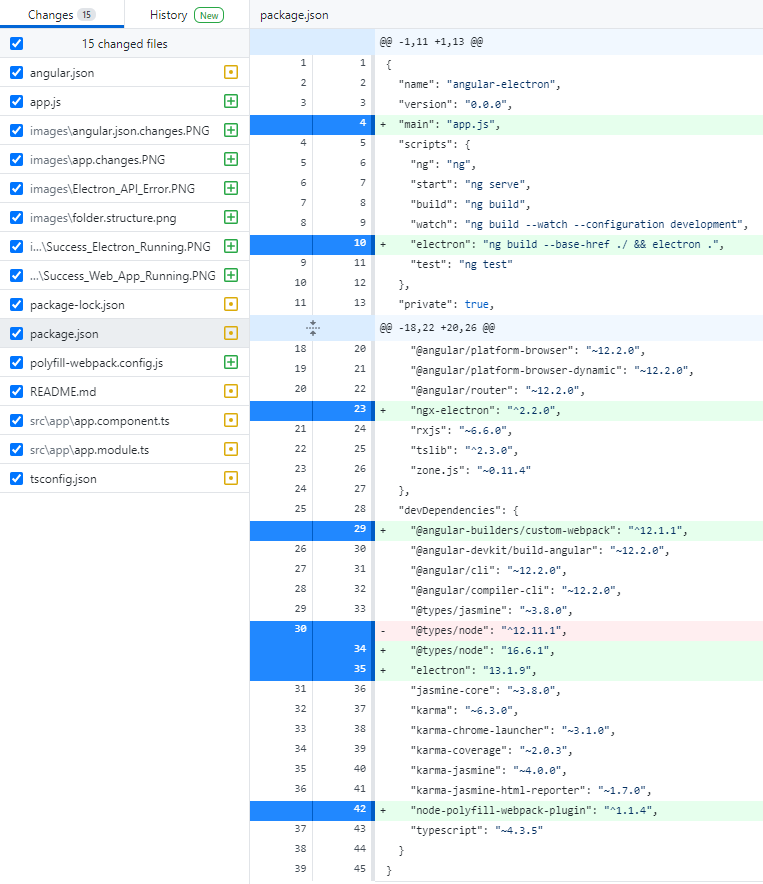 Changes 15 History New package.json
15 changed files
angular.json
app.js
images\angular.json.changes.PNG
images\app.changes.PNG
images\Electron_API_Error.PNG
images\folder.structure.png
i...\Success_Electron_Running.PNG
...\Success_Web_App_Running.PNG
package-lock.json
package.json
polyfill-webpack.config.js
README.md
src\app\app.component.ts
src\app\app.module.ts
tsconfig.json
@@ -1,11 +1,13 @@
1 1 {
2 2 "name": "angular-electron",
3 3 "version": "0.0.0",
4 + "main": "app.js",
4 5 "scripts": {
5 6 "ng": "ng",
6 7 "start": "ng serve",
7 8 "build": "ng build",
8 9 "watch": "ng build --watch --configuration development",
10 + "electron": "ng build --base-href ./ && electron .",
9 11 "test": "ng test"
10 12 },
11 13 "private": true,
@@ -18,22 +20,26 @@
18 20 "@angular/platform-browser": "~12.2.0",
19 21 "@angular/platform-browser-dynamic": "~12.2.0",
20 22 "@angular/router": "~12.2.0",
23 + "ngx-electron": "^2.2.0",
21 24 "rxjs": "~6.6.0",
22 25 "tslib": "^2.3.0",
23 26 "zone.js": "~0.11.4"
24 27 },
25 28 "devDependencies": {
29 + "@angular-builders/custom-webpack": "^12.1.1",
26 30 "@angular-devkit/build-angular": "~12.2.0",
27 31 "@angular/cli": "~12.2.0",
28 32 "@angular/compiler-cli": "~12.2.0",
29 33 "@types/jasmine": "~3.8.0",
30 - "@types/node": "^12.11.1",
34 + "@types/node": "16.6.1",
35 + "electron": "13.1.9",
31 36 "jasmine-core": "~3.8.0",
32 37 "karma": "~6.3.0",
33 38 "karma-chrome-launcher": "~3.1.0",
34 39 "karma-coverage": "~2.0.3",
35 40 "karma-jasmine": "~4.0.0",
36 41 "karma-jasmine-html-reporter": "~1.7.0",
42 + "node-polyfill-webpack-plugin": "^1.1.4",
37 43 "typescript": "~4.3.5"
38 44 }
39 45 }